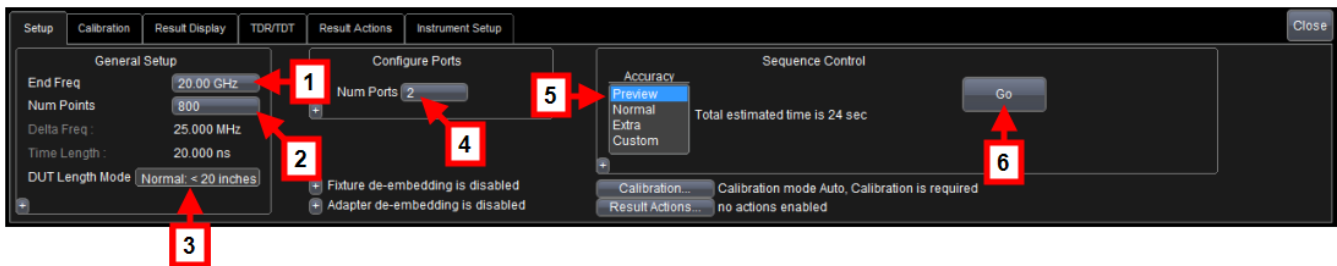 Setup Calibration Result Display TDR/TDT Result Actions Instrument Setup Close
General Setup
End Freq 20.00 GHz
Num Points 800
Delta Freq : 25.000 MHz
Time Length : 20.000 ns
DUT Length Mode Normal: < 20 inches
+
1
2
3
Configure Ports
Num Ports 2
+
4
+ Fixture de-embedding is disabled
+ Adapter de-embedding is disabled
Sequence Control
5
Accuracy
Preview
Normal
Extra
Custom
Total estimated time is 24 sec
Go
6
+
Calibration... Calibration mode Auto, Calibration is required
Result Actions... no actions enabled